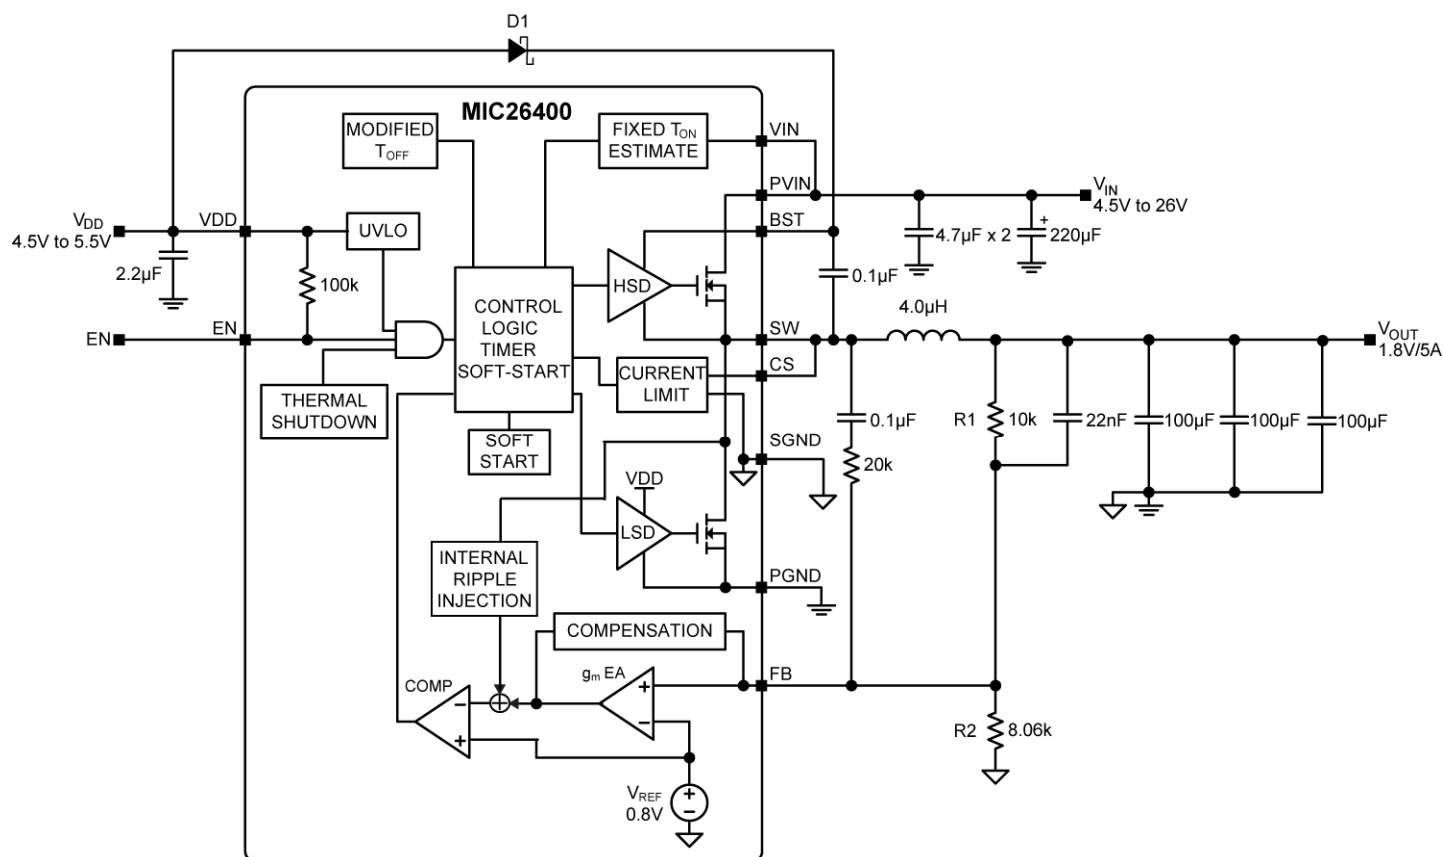 D1
MIC26400
MODIFIED
TOFF
FIXED TON
ESTIMATE
VIN
PVIN
VIN
4.5V to 26V
VDD
4.5V to 5.5V
VDD
UVLO
BST
4.7µF x 2
+
220µF
2.2µF
100k
HSD
0.1µF
CONTROL
LOGIC
TIMER
SOFT-START
4.0µH
EN
EN
SW
VOUT
1.8V/5A
CS
CURRENT
LIMIT
THERMAL
SHUTDOWN
SOFT
START
0.1µF
R1
10k
22nF
100µF
100µF
100µF
SGND
20k
VDD
LSD
INTERNAL
RIPPLE
INJECTION
PGND
COMPENSATION
gm EA
FB
COMP
+
−
−
+
R2
8.06k
VREF
0.8V
+
−